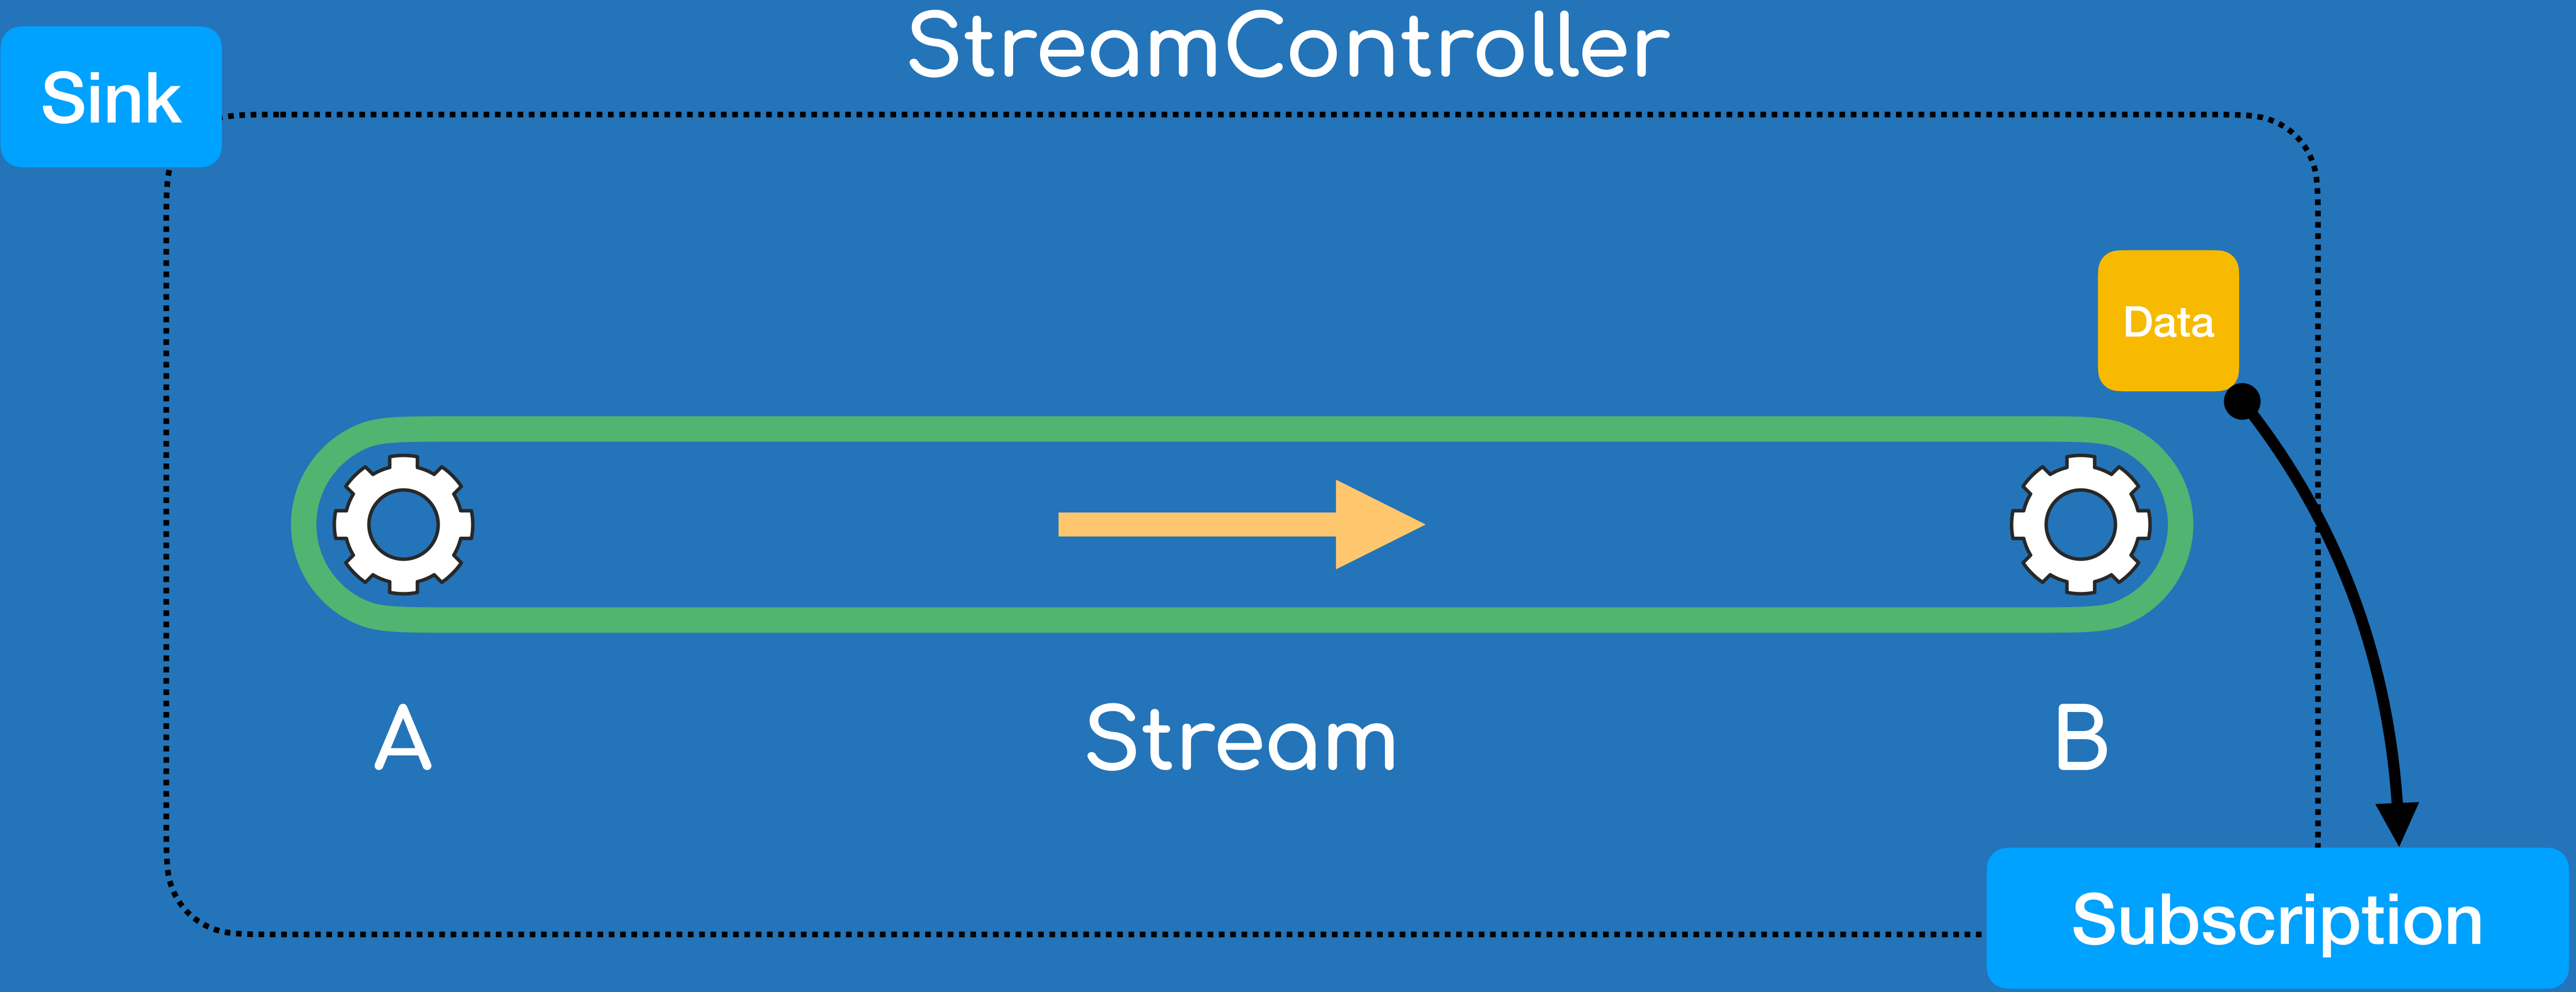 StreamController
Sink
Data
A
Stream
B
Subscription